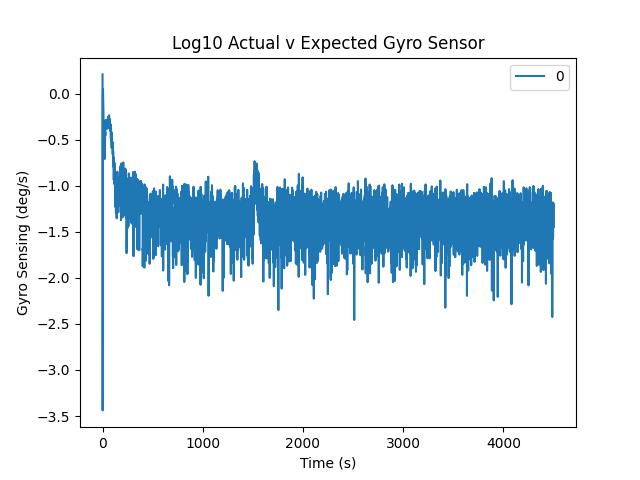 Log10 Actual v Expected Gyro Sensor
0
0.0
−0.5
−1.0
−1.5
−2.0
−2.5
−3.0
−3.5
Gyro Sensing (deg/s)
0 1000 2000 3000 4000
Time (s)